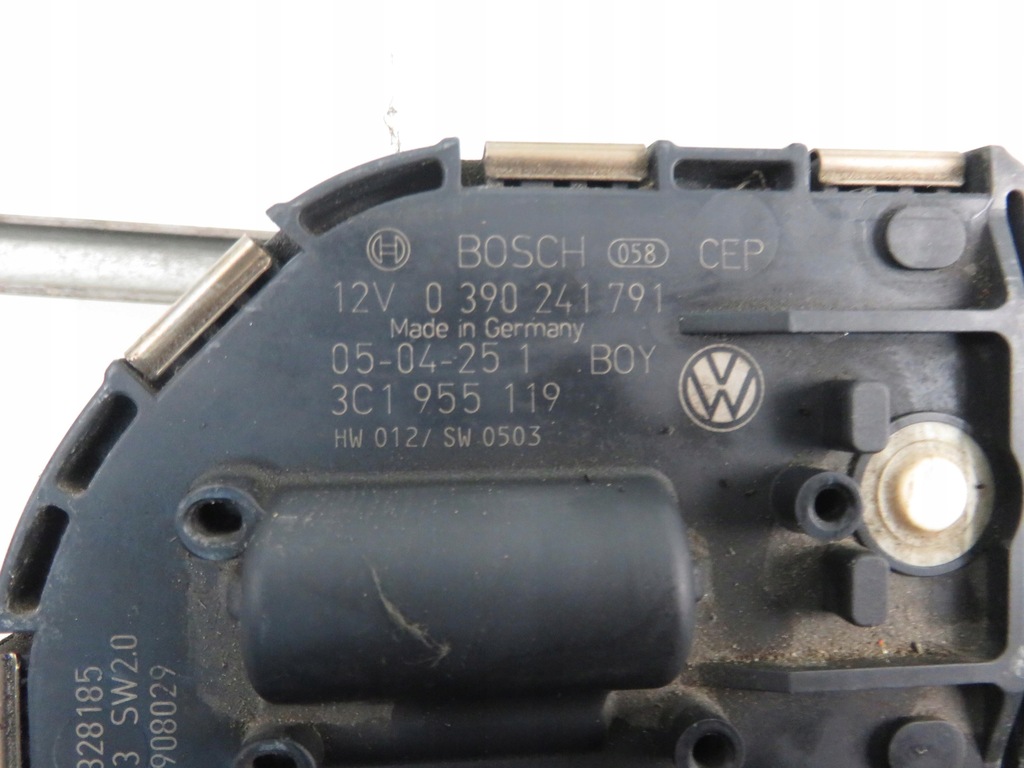 BOSCH 058 CEP
12V 0 390 241 791
Made in Germany
05-04-25 1 BOY
3C1 955 119
HW 012/ SW 0503
328185
3 SW2.0
908029